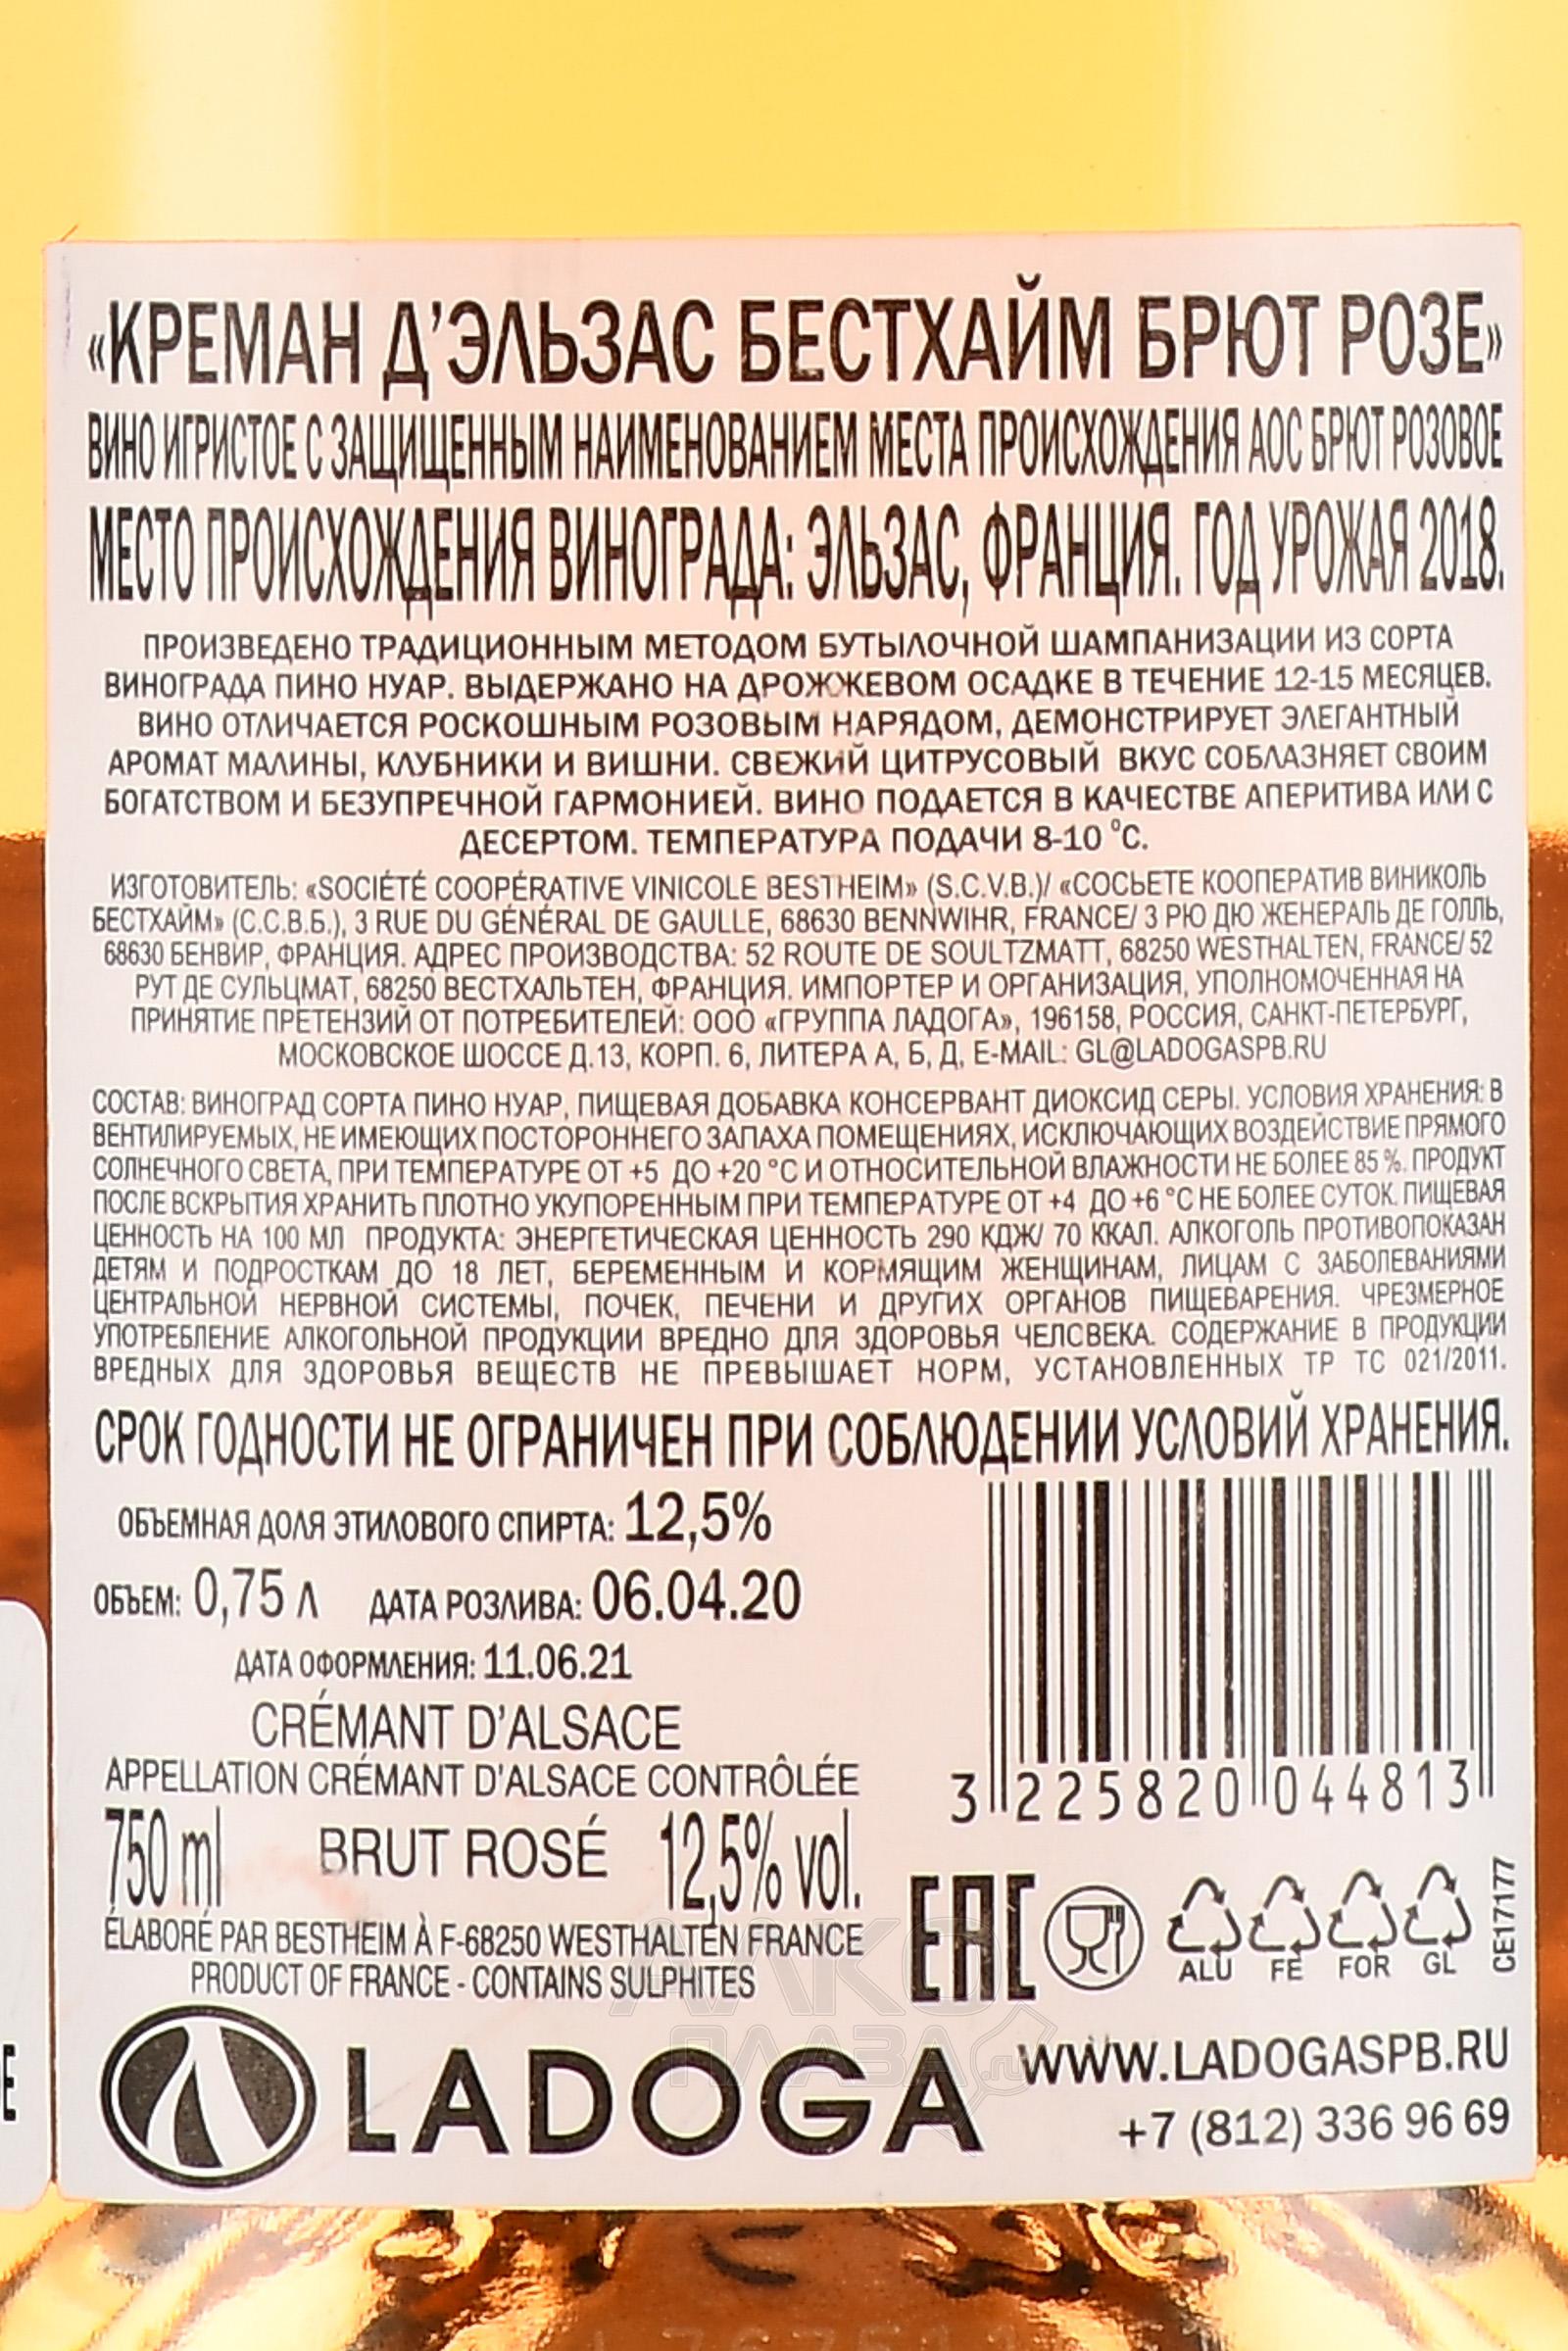 «КРЕМАН Д'ЭЛЬЗАС БЕСТХАЙМ БРЮТ РОЗЕ»
ВИНО ИГРИСТОЕ С ЗАЩИЩЕННЫМ НАИМЕНОВАНИЕМ МЕСТА ПРОИСХОЖДЕНИЯ АОС БРЮТ РОЗОВОЕ
МЕСТО ПРОИСХОЖДЕНИЯ ВИНОГРАДА: ЭЛЬЗАС, ФРАНЦИЯ. ГОД УРОЖАЯ 2018.
ПРОИЗВЕДЕНО ТРАДИЦИОННЫМ МЕТОДОМ БУТЫЛОЧНОЙ ШАМПАНИЗАЦИИ ИЗ СОРТА
ВИНОГРАДА ПИНО НУАР. ВЫДЕРЖАНО НА ДРОЖЖЕВОМ ОСАДКЕ В ТЕЧЕНИЕ 12-15 МЕСЯЦЕВ.
ВИНО ОТЛИЧАЕТСЯ РОСКОШНЫМ РОЗОВЫМ НАРЯДОМ, ДЕМОНСТРИРУЕТ ЭЛЕГАНТНЫЙ
АРОМАТ МАЛИНЫ, КЛУБНИКИ И ВИШНИ. СВЕЖИЙ ЦИТРУСОВЫЙ ВКУС СОБЛАЗНЯЕТ СВОИМ
БОГАТСТВОМ И БЕЗУПРЕЧНОЙ ГАРМОНИЕЙ. ВИНО ПОДАЕТСЯ В КАЧЕСТВЕ АПЕРИТИВА ИЛИ С
ДЕСЕРТОМ. ТЕМПЕРАТУРА ПОДАЧИ 8-10 °С.
ИЗГОТОВИТЕЛЬ: «SOCIÉTÉ COOPÉRATIVE VINICOLE BESTHEIM» (S.C.V.B.)/ «СОСЬЕТЕ КООПЕРАТИВ ВИНИКОЛЬ
БЕСТХАЙМ» (С.С.В.Б.), 3 RUE DU GÉNÉRAL DE GAULLE, 68630 BENNWIHR, FRANCE/ 3 РЮ ДЮ ЖЕНЕРАЛЬ ДЕ ГОЛЛЬ,
68630 БЕНВИР, ФРАНЦИЯ. АДРЕС ПРОИЗВОДСТВА: 52 ROUTE DE SOULTZMATT, 68250 WESTHALTEN, FRANCE/ 52
РУТ ДЕ СУЛЬЦМАТ, 68250 ВЕСТХАЛЬТЕН, ФРАНЦИЯ. ИМПОРТЕР И ОРГАНИЗАЦИЯ, УПОЛНОМОЧЕННАЯ НА
ПРИНЯТИЕ ПРЕТЕНЗИЙ ОТ ПОТРЕБИТЕЛЕЙ: ООО «ГРУППА ЛАДОГА», 196158, РОССИЯ, САНКТ-ПЕТЕРБУРГ,
МОСКОВСКОЕ ШОССЕ Д.13, КОРП. 6, ЛИТЕРА А, Б, Д, E-MAIL: GL@LADOGASPB.RU
СОСТАВ: ВИНОГРАД СОРТА ПИНО НУАР, ПИЩЕВАЯ ДОБАВКА КОНСЕРВАНТ ДИОКСИД СЕРЫ. УСЛОВИЯ ХРАНЕНИЯ: В
ВЕНТИЛИРУЕМЫХ, НЕ ИМЕЮЩИХ ПОСТОРОННЕГО ЗАПАХА ПОМЕЩЕНИЯХ, ИСКЛЮЧАЮЩИХ ВОЗДЕЙСТВИЕ ПРЯМОГО
СОЛНЕЧНОГО СВЕТА, ПРИ ТЕМПЕРАТУРЕ ОТ +5 ДО +20 °С И ОТНОСИТЕЛЬНОЙ ВЛАЖНОСТИ НЕ БОЛЕЕ 85 %. ПРОДУКТ
ПОСЛЕ ВСКРЫТИЯ ХРАНИТЬ ПЛОТНО УКУПОРЕННЫМ ПРИ ТЕМПЕРАТУРЕ ОТ +4 ДО +6 °С НЕ БОЛЕЕ СУТОК. ПИЩЕВАЯ
ЦЕННОСТЬ НА 100 МЛ ПРОДУКТА: ЭНЕРГЕТИЧЕСКАЯ ЦЕННОСТЬ 290 КДЖ/ 70 ККАЛ. АЛКОГОЛЬ ПРОТИВОПОКАЗАН
ДЕТЯМ И ПОДРОСТКАМ ДО 18 ЛЕТ, БЕРЕМЕННЫМ И КОРМЯЩИМ ЖЕНЩИНАМ, ЛИЦАМ С ЗАБОЛЕВАНИЯМИ
ЦЕНТРАЛЬНОЙ НЕРВНОЙ СИСТЕМЫ, ПОЧЕК, ПЕЧЕНИ И ДРУГИХ ОРГАНОВ ПИЩЕВАРЕНИЯ. ЧРЕЗМЕРНОЕ
УПОТРЕБЛЕНИЕ АЛКОГОЛЬНОЙ ПРОДУКЦИИ ВРЕДНО ДЛЯ ЗДОРОВЬЯ ЧЕЛОВЕКА. СОДЕРЖАНИЕ В ПРОДУКЦИИ
ВРЕДНЫХ ДЛЯ ЗДОРОВЬЯ ВЕЩЕСТВ НЕ ПРЕВЫШАЕТ НОРМ, УСТАНОВЛЕННЫХ ТР ТС 021/2011.
СРОК ГОДНОСТИ НЕ ОГРАНИЧЕН ПРИ СОБЛЮДЕНИИ УСЛОВИЙ ХРАНЕНИЯ.
ОБЪЕМНАЯ ДОЛЯ ЭТИЛОВОГО СПИРТА: 12,5%
ОБЪЕМ: 0,75 Л ДАТА РОЗЛИВА: 06.04.20
ДАТА ОФОРМЛЕНИЯ: 11.06.21
CRÉMANT D'ALSACE
APPELLATION CRÉMANT D'ALSACE CONTRÔLÉE
750 ml BRUT ROSÉ 12,5% vol.
ÉLABORÉ PAR BESTHEIM À F-68250 WESTHALTEN FRANCE
PRODUCT OF FRANCE - CONTAINS SULPHITES
3 225820 044813
EAC
ALU FE FOR GL
CE17177
АЛКО
ПЛАЗА.ru
LADOGA
WWW.LADOGASPB.RU
+7 (812) 336 96 69